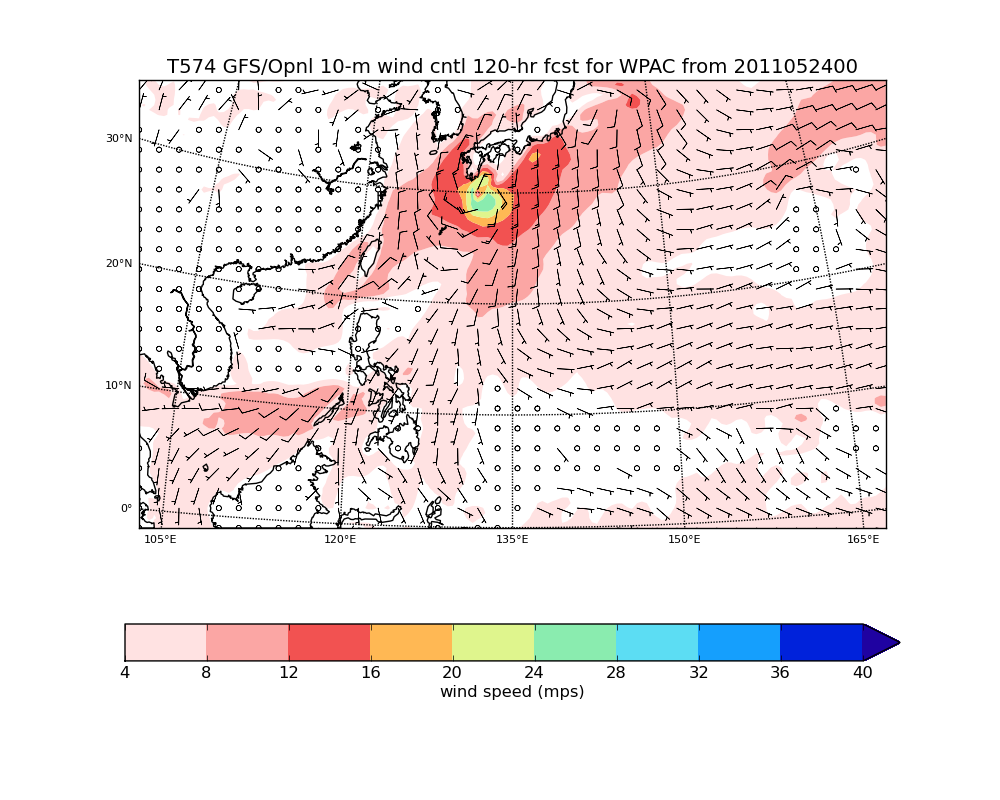 T574 GFS/Opnl 10-m wind cntl 120-hr fcst for WPAC from 2011052400
30°N
20°N
10°N
0°
105°E 120°E 135°E 150°E 165°E
4 8 12 16 20 24 28 32 36 40
wind speed (mps)